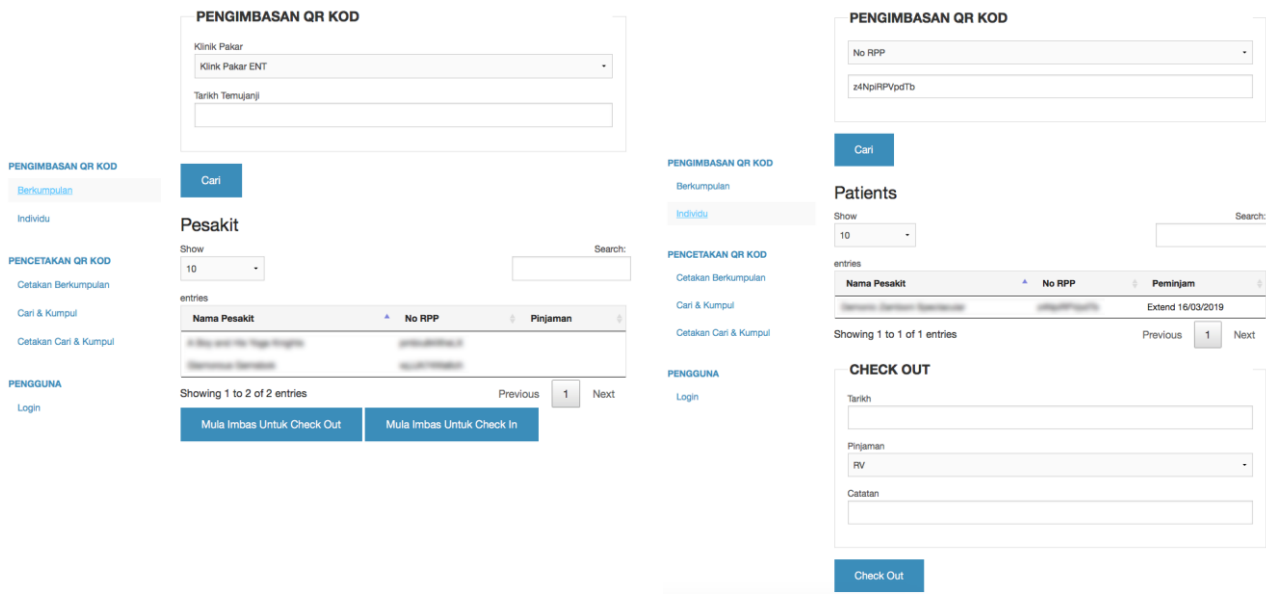 PENGIMBASAN QR KOD
Klinik Pakar
Klink Pakar ENT
Tarikh Temujanji
PENGIMBASAN QR KOD
Berkumpulan
Individu
PENCETAKAN QR KOD
Cetakan Berkumpulan
Cari & Kumpul
Cetakan Cari & Kumpul
PENGGUNA
Login
Cari
Pesakit
Show
Search:
10
entries
Nama Pesakit No RPP Pinjaman
Showing 1 to 2 of 2 entries Previous 1 Next
Mula Imbas Untuk Check Out Mula Imbas Untuk Check In
PENGIMBASAN QR KOD
No RPP
z4NpiRPVpdTb
PENGIMBASAN QR KOD
Berkumpulan
Individu
PENCETAKAN QR KOD
Cetakan Berkumpulan
Cari & Kumpul
Cetakan Cari & Kumpul
PENGGUNA
Login
Cari
Patients
Show
Search:
10
entries
Nama Pesakit No RPP Peminjam
Extend 16/03/2019
Showing 1 to 1 of 1 entries Previous 1 Next
CHECK OUT
Tarikh
Pinjaman
RV
Catatan
Check Out